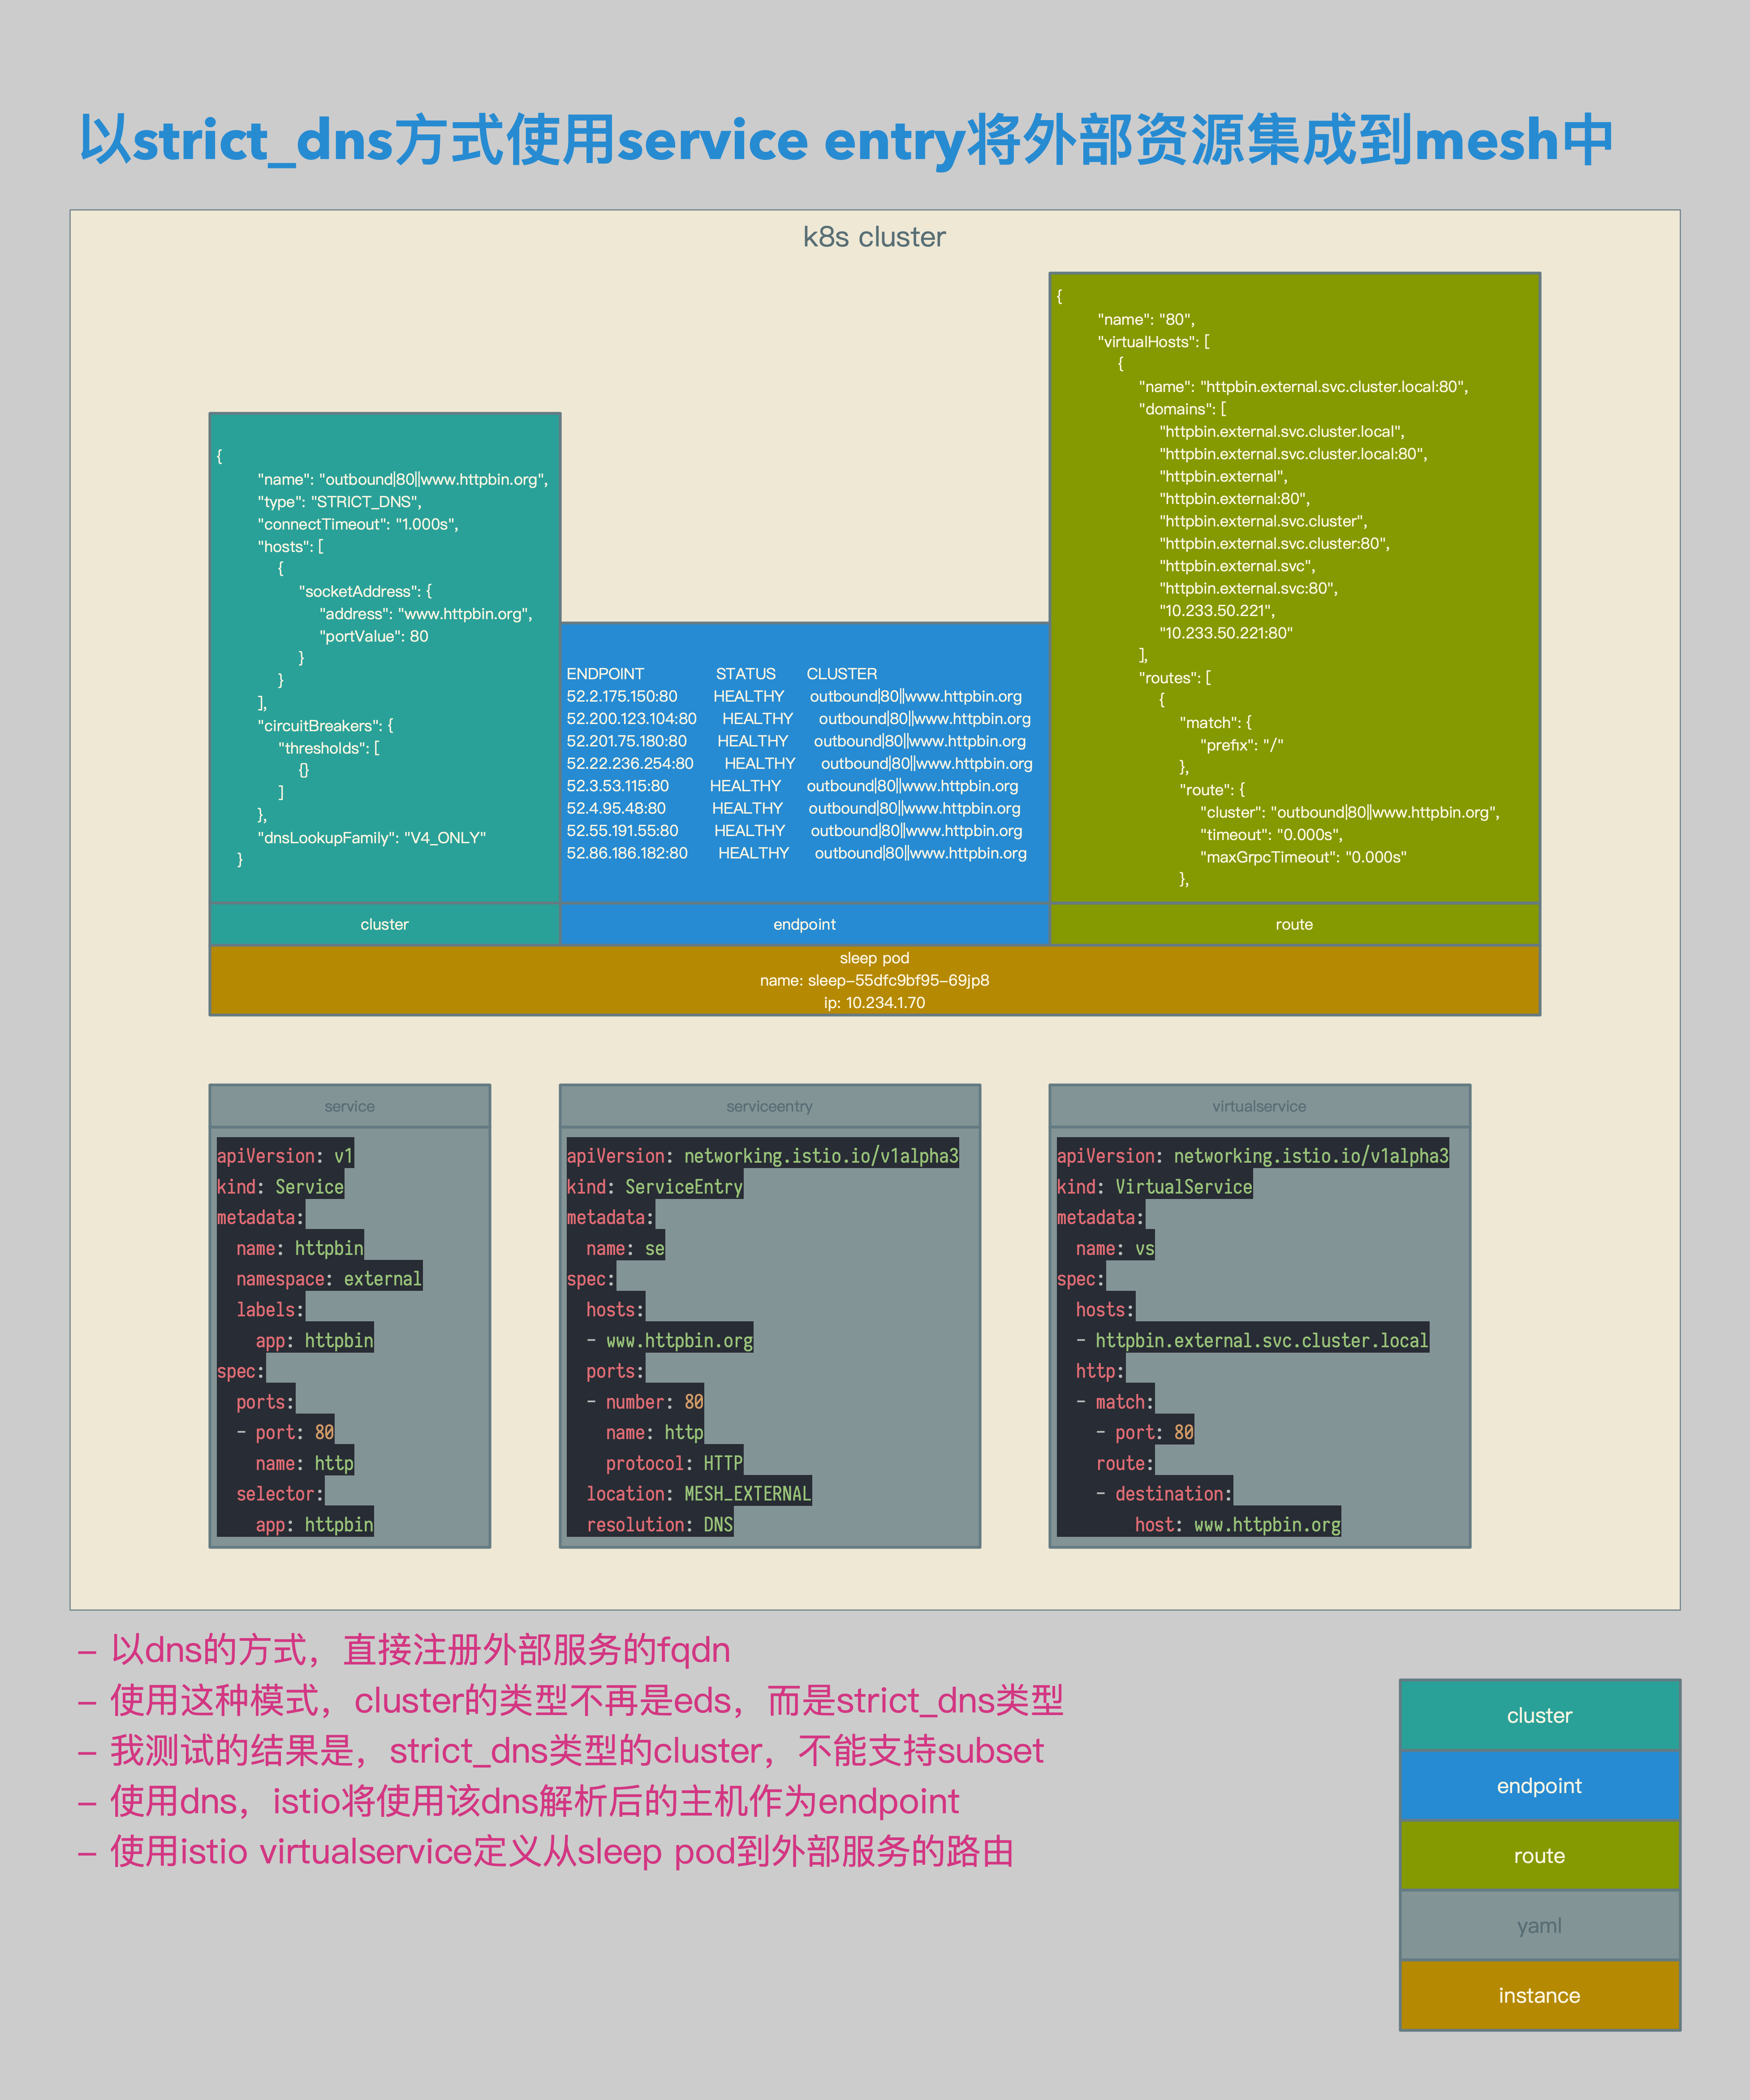 以strict_dns方式使用service entry将外部资源集成到mesh中
k8s cluster
{
"name": "outbound|80||www.httpbin.org",
"type": "STRICT_DNS",
"connectTimeout": "1.000s",
"hosts": [
{
"socketAddress": {
"address": "www.httpbin.org",
"portValue": 80
}
}
],
"circuitBreakers": {
"thresholds": [
{}
]
},
"dnsLookupFamily": "V4_ONLY"
}
cluster
ENDPOINT STATUS CLUSTER
52.2.175.150:80 HEALTHY outbound|80||www.httpbin.org
52.200.123.104:80 HEALTHY outbound|80||www.httpbin.org
52.201.75.180:80 HEALTHY outbound|80||www.httpbin.org
52.22.236.254:80 HEALTHY outbound|80||www.httpbin.org
52.3.53.115:80 HEALTHY outbound|80||www.httpbin.org
52.4.95.48:80 HEALTHY outbound|80||www.httpbin.org
52.55.191.55:80 HEALTHY outbound|80||www.httpbin.org
52.86.186.182:80 HEALTHY outbound|80||www.httpbin.org
endpoint
{
"name": "80",
"virtualHosts": [
{
"name": "httpbin.external.svc.cluster.local:80",
"domains": [
"httpbin.external.svc.cluster.local",
"httpbin.external.svc.cluster.local:80",
"httpbin.external",
"httpbin.external:80",
"httpbin.external.svc.cluster",
"httpbin.external.svc.cluster:80",
"httpbin.external.svc",
"httpbin.external.svc:80",
"10.233.50.221",
"10.233.50.221:80"
],
"routes": [
{
"match": {
"prefix": "/"
},
"route": {
"cluster": "outbound|80||www.httpbin.org",
"timeout": "0.000s",
"maxGrpcTimeout": "0.000s"
},
route
sleep pod
name: sleep-55dfc9bf95-69jp8
ip: 10.234.1.70
service
apiVersion: v1
kind: Service
metadata:
name: httpbin
namespace: external
labels:
app: httpbin
spec:
ports:
- port: 80
name: http
selector:
app: httpbin
serviceentry
apiVersion: networking.istio.io/v1alpha3
kind: ServiceEntry
metadata:
name: se
spec:
hosts:
- www.httpbin.org
ports:
- number: 80
name: http
protocol: HTTP
location: MESH_EXTERNAL
resolution: DNS
virtualservice
apiVersion: networking.istio.io/v1alpha3
kind: VirtualService
metadata:
name: vs
spec:
hosts:
- httpbin.external.svc.cluster.local
http:
- match:
- port: 80
route:
- destination:
host: www.httpbin.org
- 以dns的方式，直接注册外部服务的fqdn
- 使用这种模式，cluster的类型不再是eds，而是strict_dns类型
- 我测试的结果是，strict_dns类型的cluster，不能支持subset
- 使用dns，istio将使用该dns解析后的主机作为endpoint
- 使用istio virtualservice定义从sleep pod到外部服务的路由
cluster
endpoint
route
yaml
instance